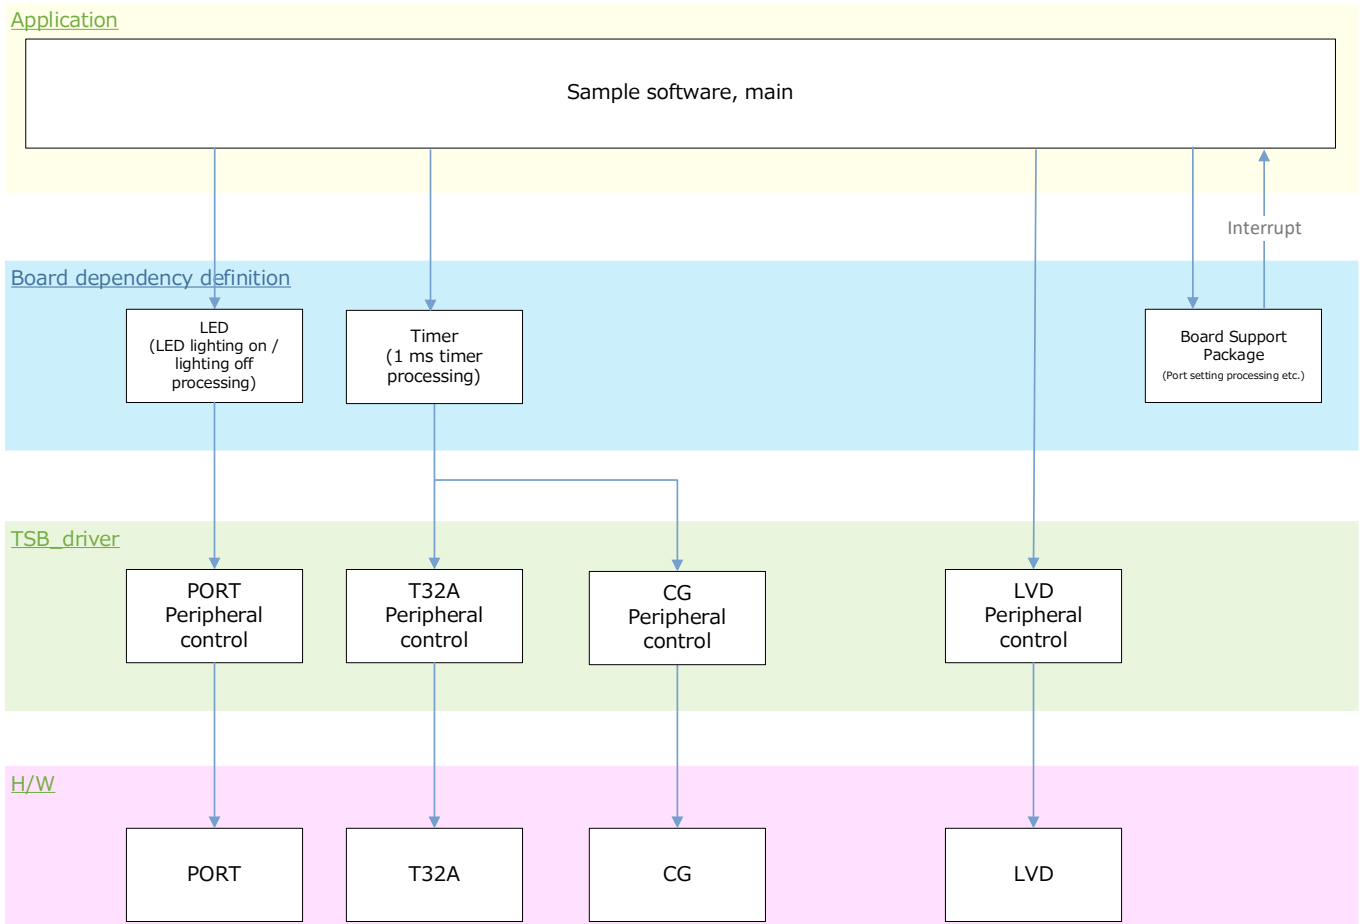 Application
Sample software, main
Interrupt
Board dependency definition
LED
(LED lighting on /
lighting off
processing)
Timer
(1 ms timer
processing)
Board Support
Package
(Port setting processing etc.)
TSB_driver
PORT
Peripheral
control
T32A
Peripheral
control
CG
Peripheral
control
LVD
Peripheral
control
H/W
PORT
T32A
CG
LVD